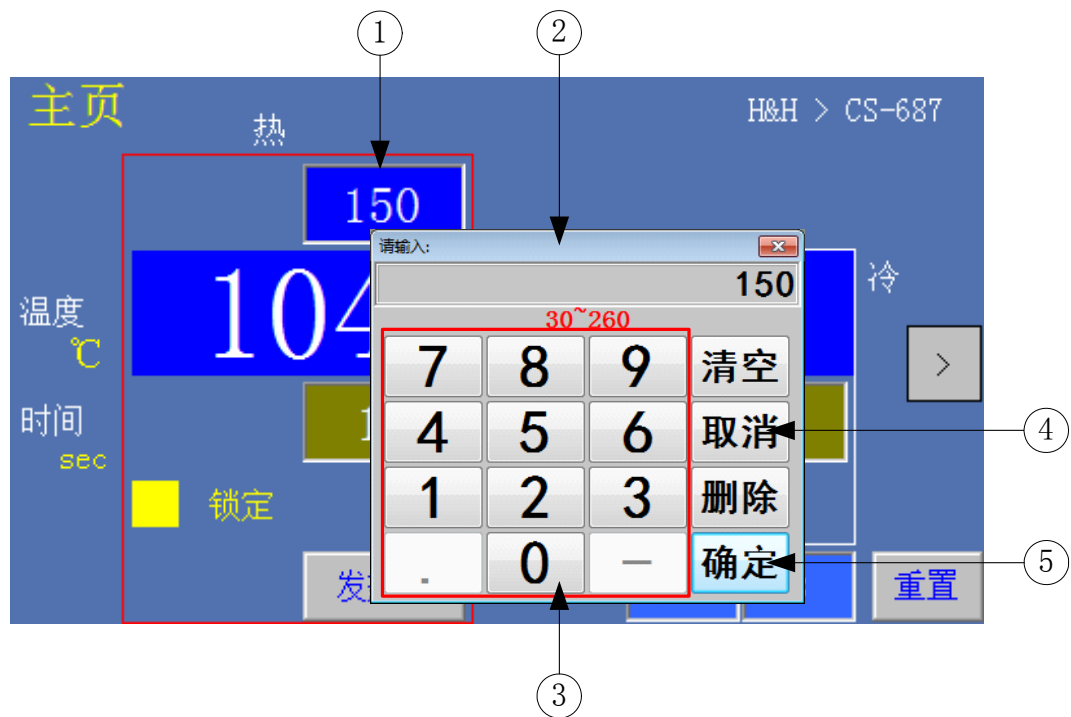 1
2
主页
H&H > CS-687
热
150
请输入:
150
冷
30~260
温度
℃
104
7 8 9 清空
>
时间
sec
4 5 6 取消
4
锁定
1 2 3 删除
. 0 — 确定
5
重置
3